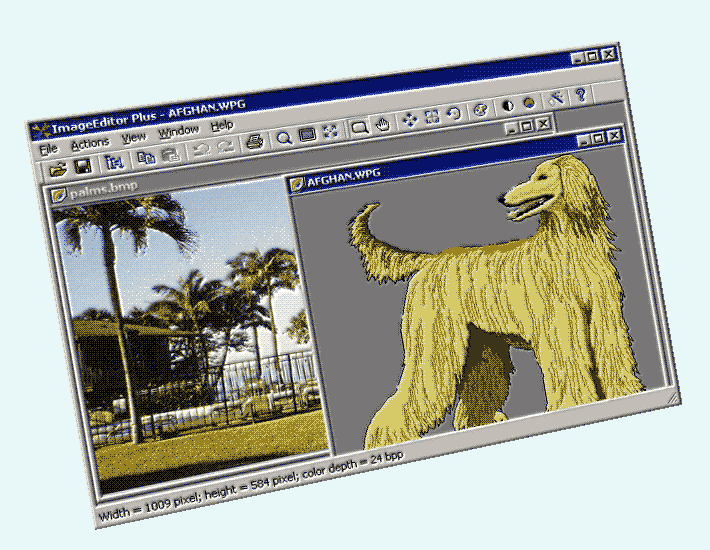 ImageEditor Plus - AFGHAN.WPG
File Actions View Window Help
palms.bmp
AFGHAN.WPG
Width = 1009 pixel; height = 584 pixel; color depth = 24 bpp